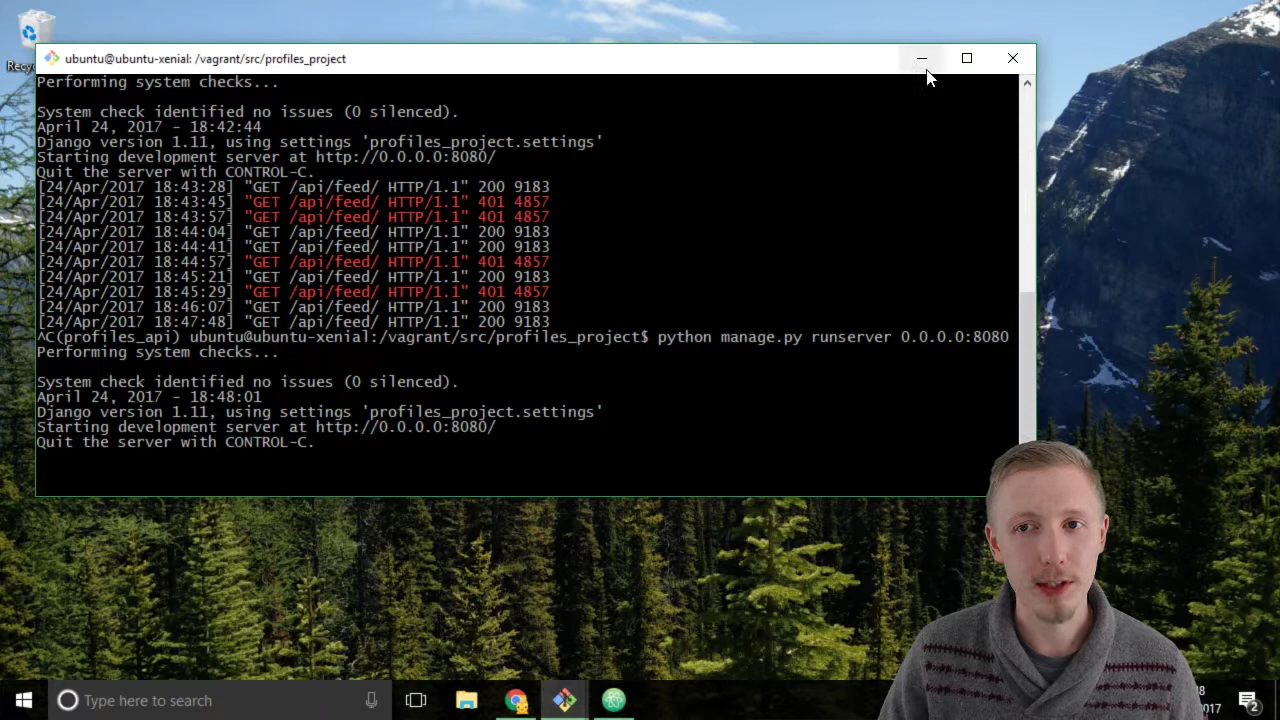 Recy
ubuntu@ubuntu-xenial: /vagrant/src/profiles_project
Performing system checks...
System check identified no issues (0 silenced).
April 24, 2017 - 18:42:44
Django version 1.11, using settings 'profiles_project.settings'
Starting development server at http://0.0.0.0:8080/
Quit the server with CONTROL-C.
[24/Apr/2017 18:43:28] "GET /api/feed/ HTTP/1.1" 200 9183
[24/Apr/2017 18:43:45] "GET /api/feed/ HTTP/1.1" 401 4857
[24/Apr/2017 18:43:57] "GET /api/feed/ HTTP/1.1" 401 4857
[24/Apr/2017 18:44:04] "GET /api/feed/ HTTP/1.1" 200 9183
[24/Apr/2017 18:44:41] "GET /api/feed/ HTTP/1.1" 200 9183
[24/Apr/2017 18:44:57] "GET /api/feed/ HTTP/1.1" 401 4857
[24/Apr/2017 18:45:21] "GET /api/feed/ HTTP/1.1" 200 9183
[24/Apr/2017 18:45:29] "GET /api/feed/ HTTP/1.1" 401 4857
[24/Apr/2017 18:46:07] "GET /api/feed/ HTTP/1.1" 200 9183
[24/Apr/2017 18:47:48] "GET /api/feed/ HTTP/1.1" 200 9183
^C(profiles_api) ubuntu@ubuntu-xenial:/vagrant/src/profiles_project$ python manage.py runserver 0.0.0.0:8080
Performing system checks...
System check identified no issues (0 silenced).
April 24, 2017 - 18:48:01
Django version 1.11, using settings 'profiles_project.settings'
Starting development server at http://0.0.0.0:8080/
Quit the server with CONTROL-C.
Type here to search
8
2017
2